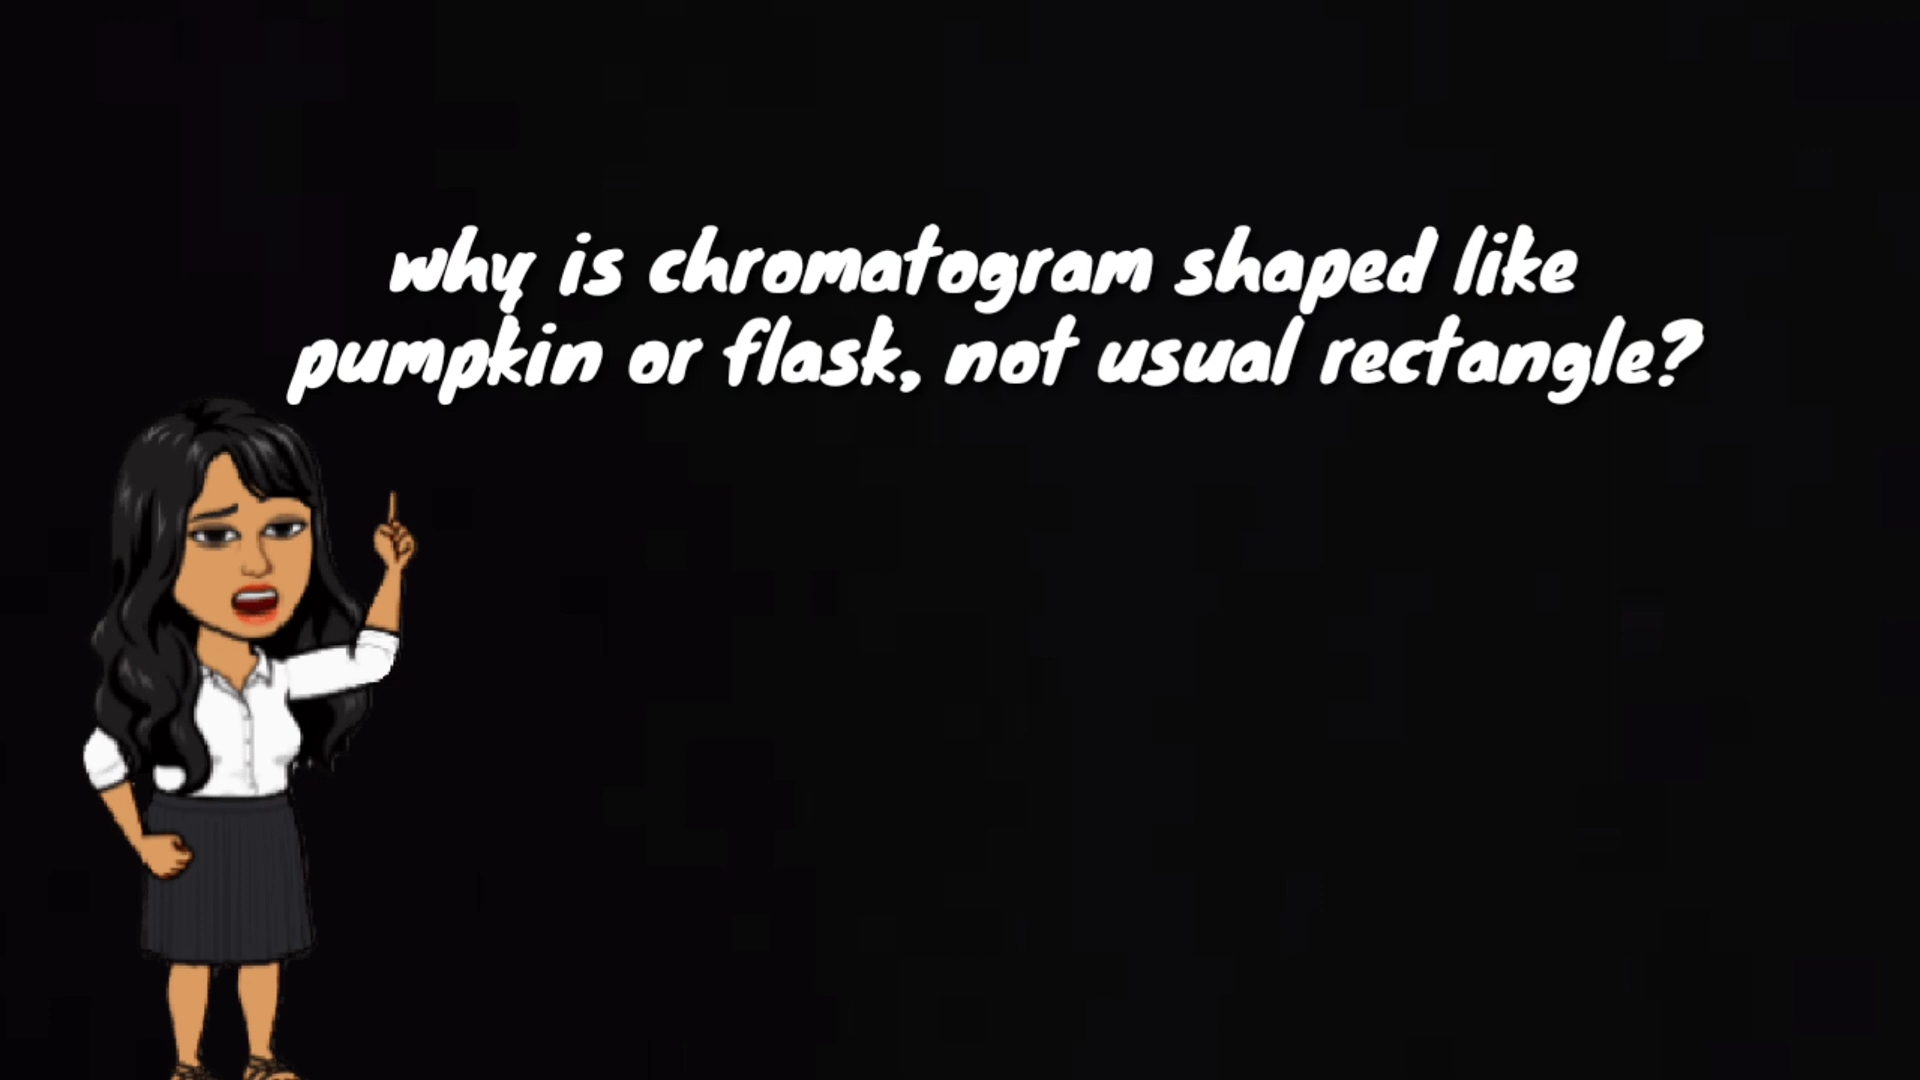 why is chromatogram shaped like
pumpkin or flask, not usual rectangle?